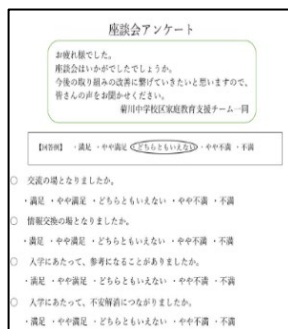 座談会アンケート
お疲れ様でした。
座談会はいかがでしたでしょうか。
今後の取り組みの改善に繋げていきたいと思いますので、
皆さんの声をお聞かせください。
菊川中学校区家庭教育支援チーム一同
【回答例】 ・満足 ・やや満足 ・どちらともいえない ・やや不満 ・不満
○ 交流の場となりましたか。
・満足 ・やや満足 ・どちらともいえない ・やや不満 ・不満
○ 情報交換の場となりましたか。
・満足 ・やや満足 ・どちらともいえない ・やや不満 ・不満
○ 入学にあたって、参考になることがありましたか。
・満足 ・やや満足 ・どちらともいえない ・やや不満 ・不満
○ 入学にあたって、不安解消につながりましたか。
・満足 ・やや満足 ・どちらともいえない ・やや不満 ・不満